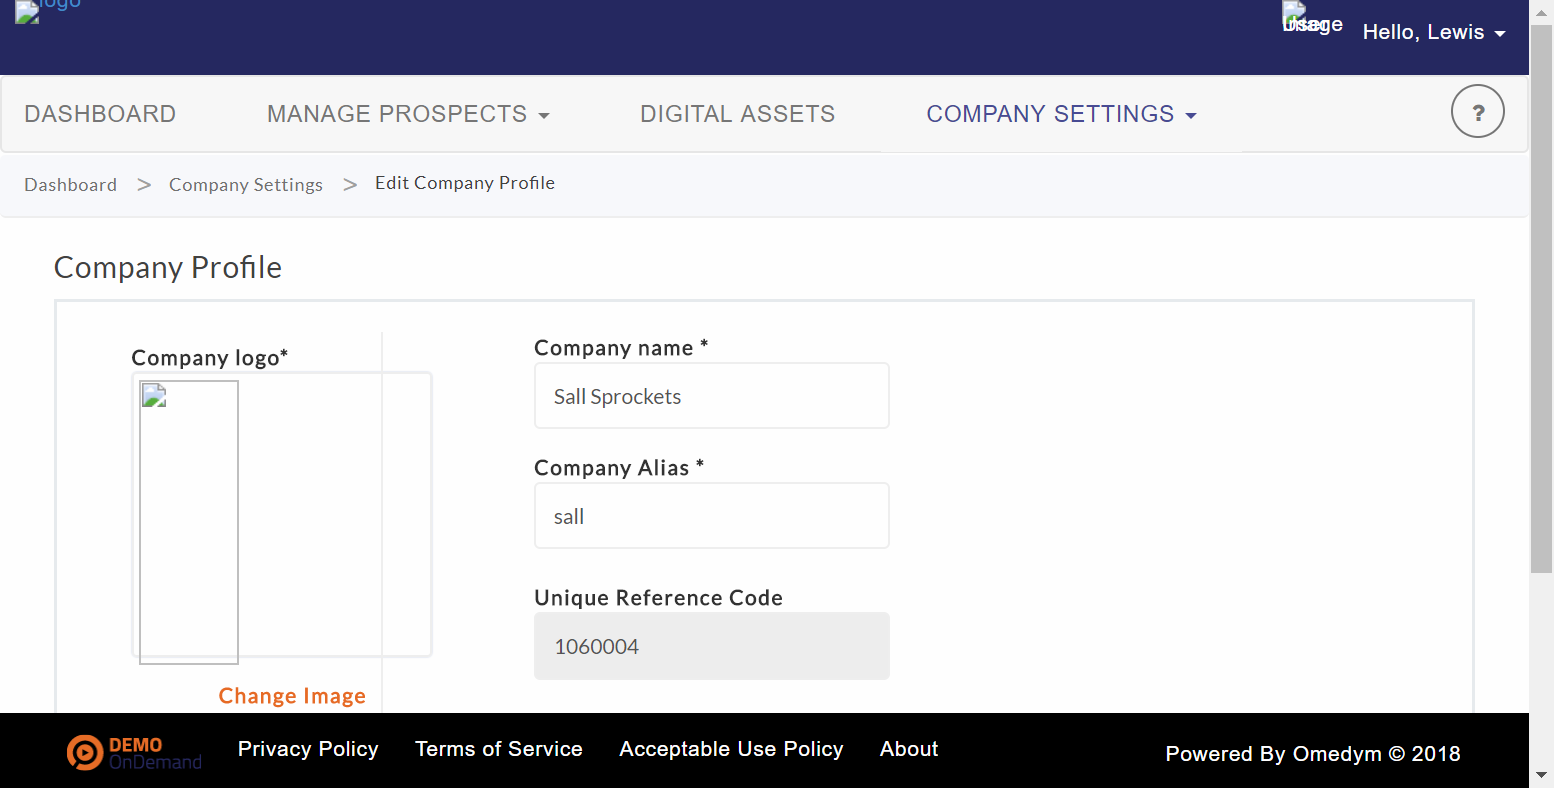 logo
User Image
Hello, Lewis
DASHBOARD
MANAGE PROSPECTS
DIGITAL ASSETS
COMPANY SETTINGS
?
Dashboard > Company Settings > Edit Company Profile
Company Profile
Company logo*
Change Image
Company name *
Sall Sprockets
Company Alias *
sall
Unique Reference Code
1060004
DEMO
OnDemand
Privacy Policy
Terms of Service
Acceptable Use Policy
About
Powered By Omedym © 2018